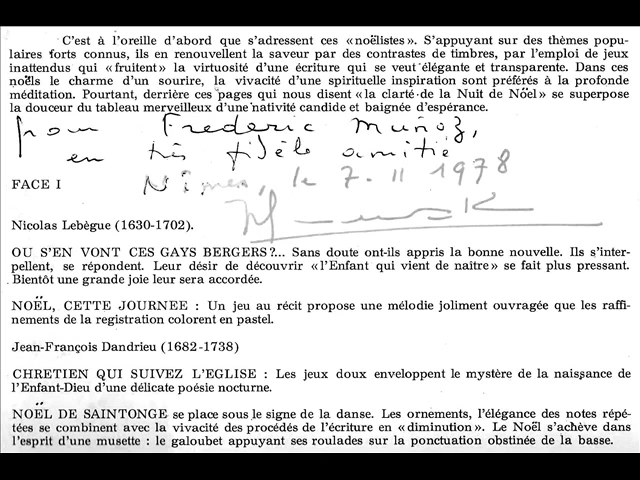 C'est à l'oreille d'abord que s'adressent ces «noëlistes». S'appuyant sur des thèmes popu-
laires forts connus, ils en renouvellent la saveur par des contrastes de timbres, par l'emploi de jeux
inattendus qui «fruitent» la virtuosité d'une écriture qui se veut élégante et transparente. Dans ces
noëls le charme d'un sourire, la vivacité d'une spirituelle inspiration sont préférés à la profonde
méditation. Pourtant, derrière ces pages qui nous disent «la clarté de la Nuit de Noël» se superpose
la douceur du tableau merveilleux d'une nativité candide et baignée d'espérance.
pour Frederic Muñoz,
en très fidèle amitié
Nîmes, le 7. II 1978
FACE I
Nicolas Lebègue (1630-1702).
OU S'EN VONT CES GAYS BERGERS?... Sans doute ont-ils appris la bonne nouvelle. Ils s'inter-
pellent, se répondent. Leur désir de découvrir «l'Enfant qui vient de naître» se fait plus pressant.
Bientôt une grande joie leur sera accordée.
NOËL, CETTE JOURNEE : Un jeu au récit propose une mélodie joliment ouvragée que les raffi-
nements de la registration colorent en pastel.
Jean-François Dandrieu (1682-1738)
CHRETIEN QUI SUIVEZ L'EGLISE : Les jeux doux enveloppent le mystère de la naissance de
l'Enfant-Dieu d'une délicate poésie nocturne.
NOËL DE SAINTONGE se place sous le signe de la danse. Les ornements, l'élégance des notes répé-
tées se combinent avec la vivacité des procédés de l'écriture en «diminution». Le Noël s'achève dans
l'esprit d'une musette : le galoubet appuyant ses roulades sur la ponctuation obstinée de la basse.